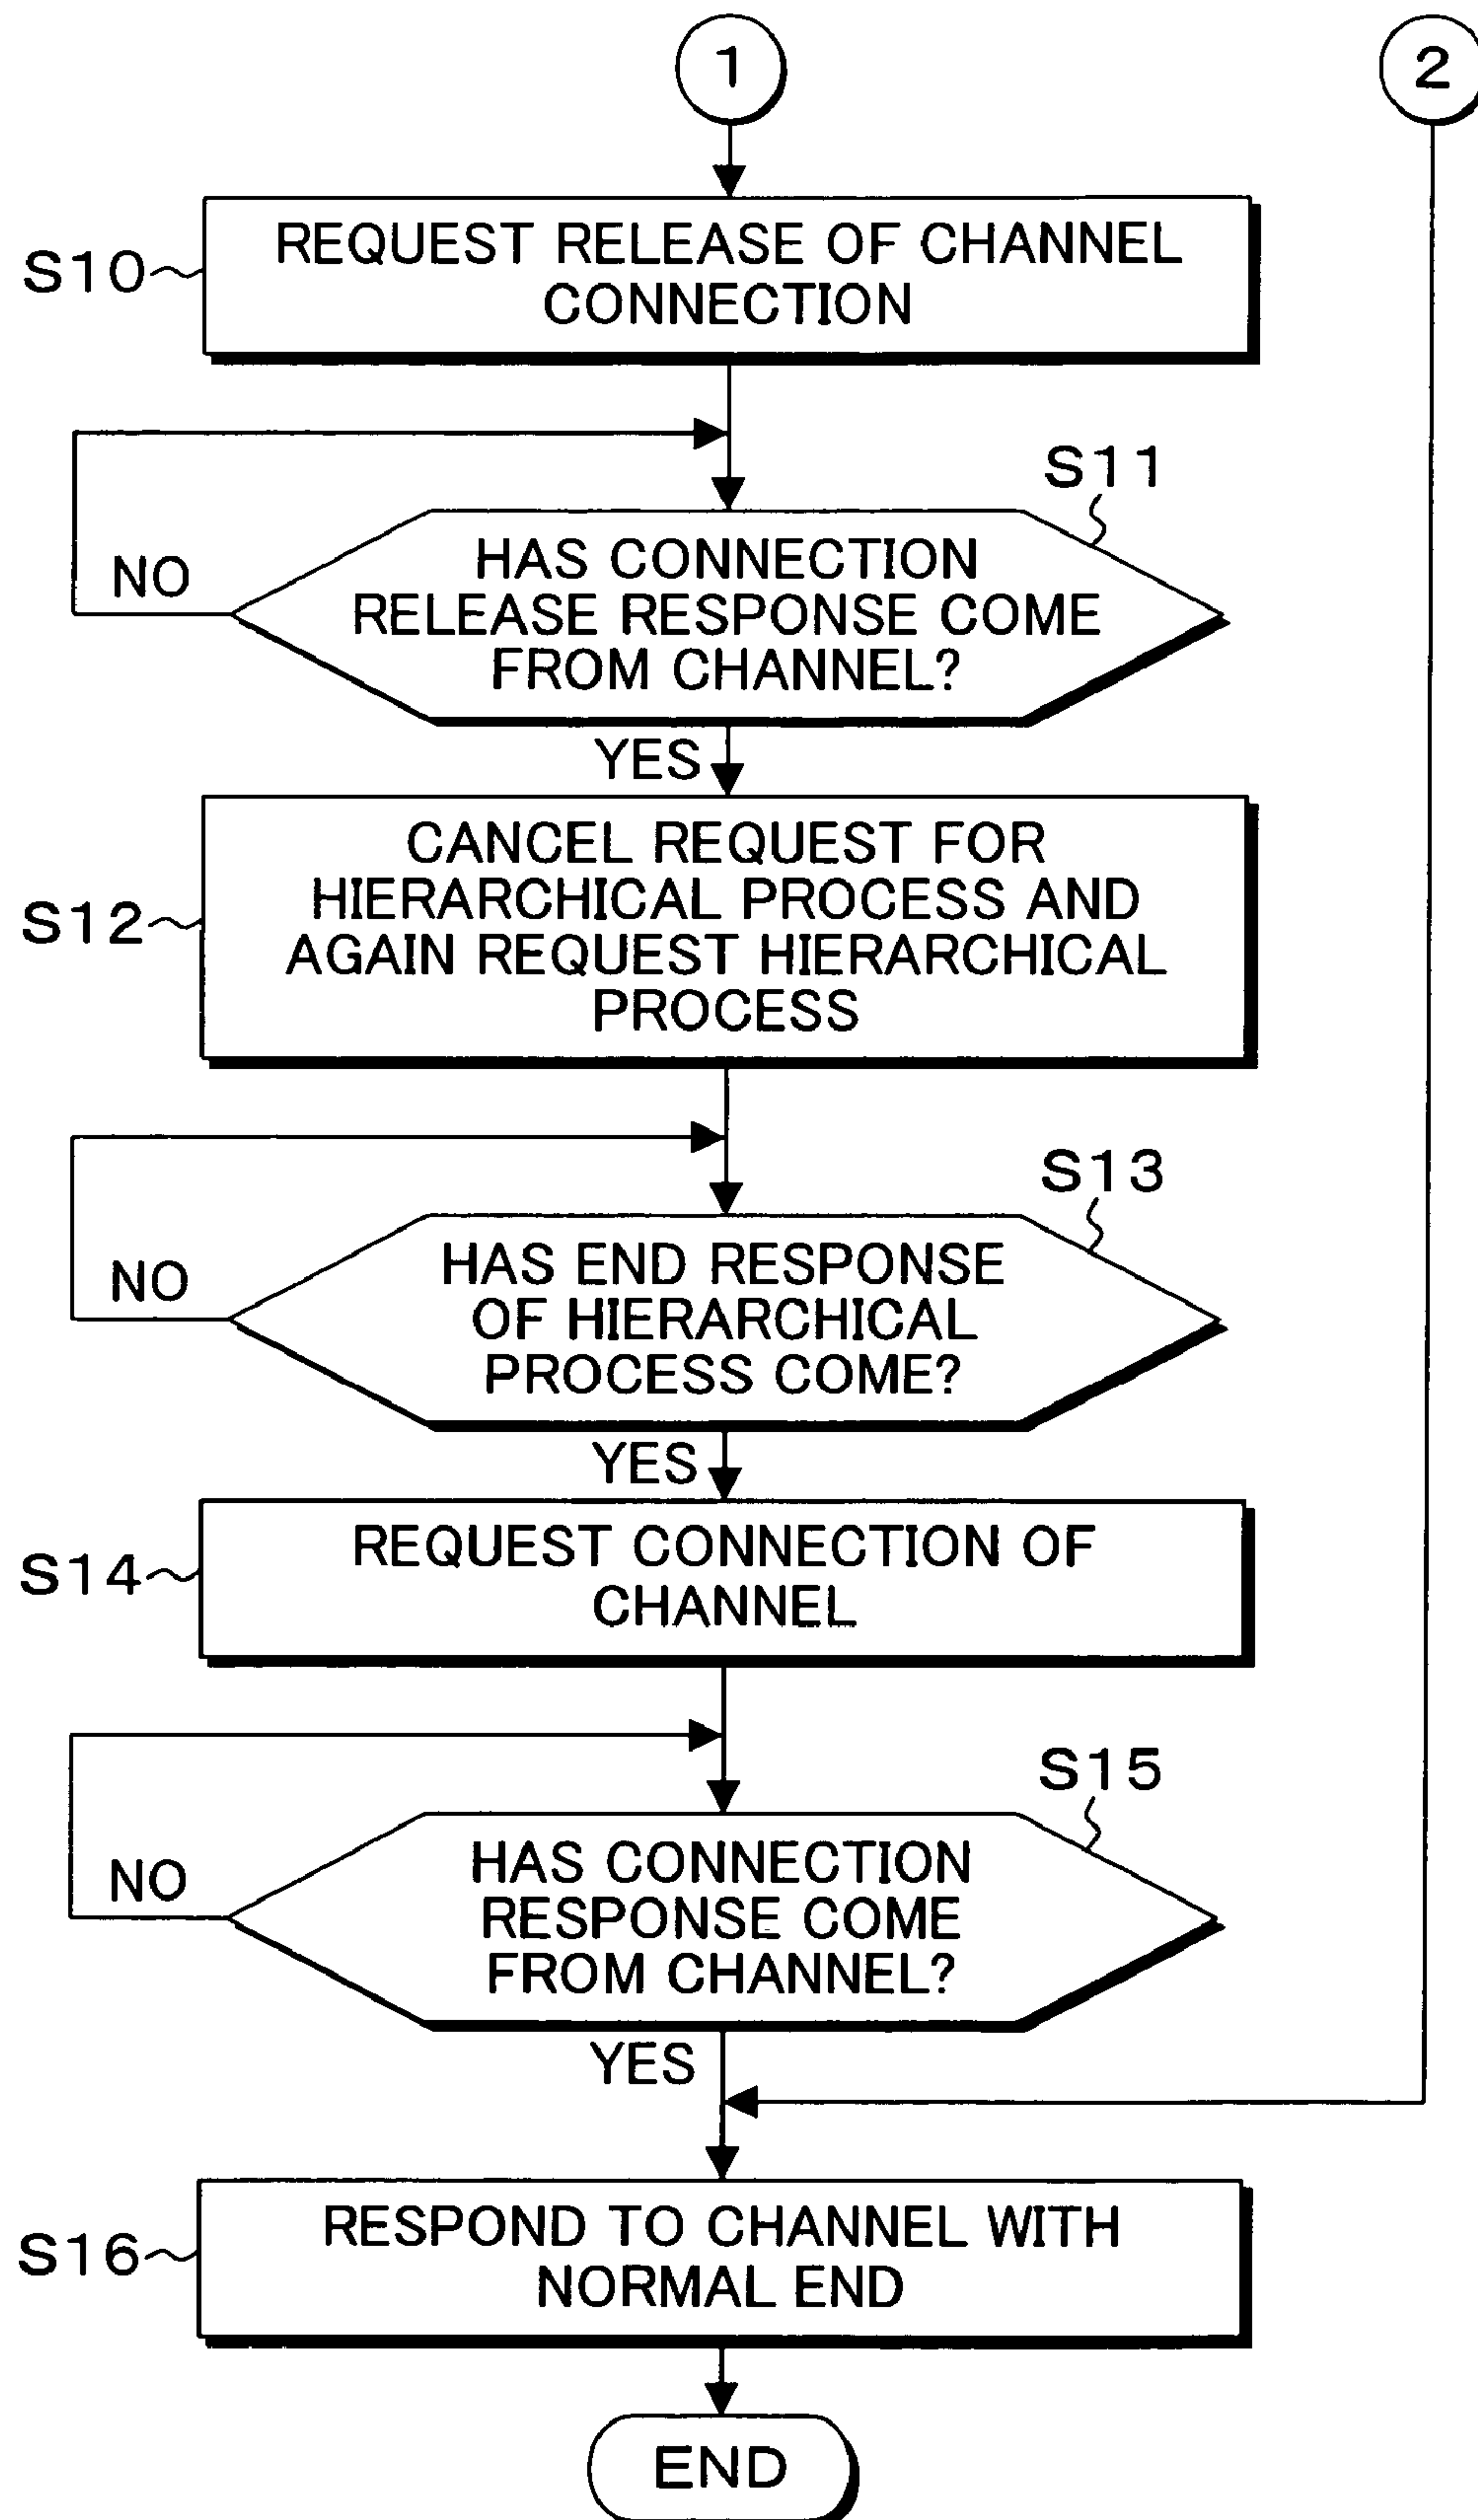 1
2
S10
REQUEST RELEASE OF CHANNEL
CONNECTION
S11
HAS CONNECTION
RELEASE RESPONSE COME
FROM CHANNEL?
NO
YES
S12
CANCEL REQUEST FOR
HIERARCHICAL PROCESS AND
AGAIN REQUEST HIERARCHICAL
PROCESS
S13
HAS END RESPONSE
OF HIERARCHICAL
PROCESS COME?
NO
YES
S14
REQUEST CONNECTION OF
CHANNEL
S15
HAS CONNECTION
RESPONSE COME
FROM CHANNEL?
NO
YES
S16
RESPOND TO CHANNEL WITH
NORMAL END
END